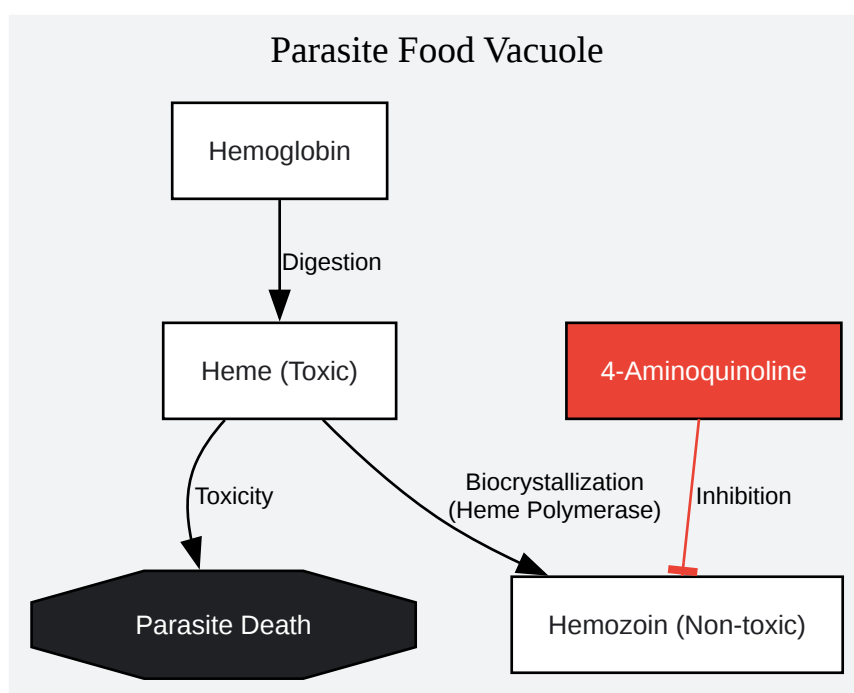 Parasite Food Vacuole
Hemoglobin
Digestion
Heme (Toxic)
4-Aminoquinoline
Toxicity
Biocrystallization
(Heme Polymerase)
Inhibition
Parasite Death
Hemozoin (Non-toxic)